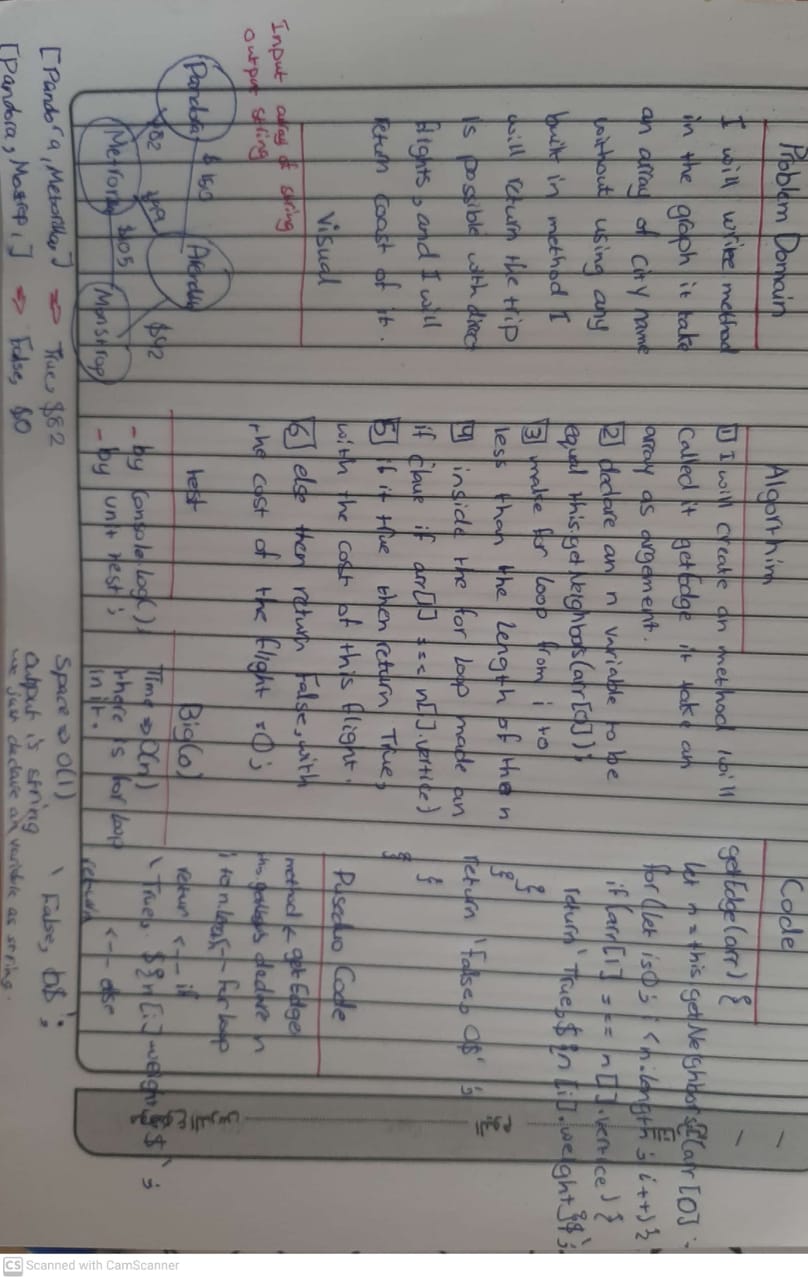 Problem Domain
I will write method
in the graph it take
an array of city name
without using any
built in method I
will return the trip
is possible with direct
flights, and I will
return coast of it.
Visual
Input array of string
output string
Pandora
$150
$82
Metroville
$99
$105
Monstrop
$42
[Pandora, Metroville] => True, $82
[Pandora, Monstrop] => False, $0
Algorithim
1 I will create an method will
called it getEdge it take an
array as argement.
2 declare an n variable to be
equal this.getNeighbors(arr[0]);
3 make for loop from i to
less than the length of the n
4 inside the for loop made an
if claue if arr[1] === n[].vertice)
5 if it true then return True,
with the cost of this flight.
6 else then return False, with
the cost of the flight =0;
test
- by console.log();
- by unit test;
Big(o)
Time => O(n)
there is for loop
in it.
Space => O(1)
output is string
we just declare an variable as string.
Code
getEdge(arr) {
let n = this.getNeighbors(arr[0]
for(let i=0; i<n.length; i++) {
if (arr[1] === n[].vertice) {
return `True, ${n[i].weight}$`;
}
}
return `False, 0$`;
}
}
Puseduo Code
method <- getEdge
declare n
i to n.length <-- for loop
return <--- if
`True, ${n[i].weight}$`;
return <-- else
`False, 0$`;
CS Scanned with CamScanner